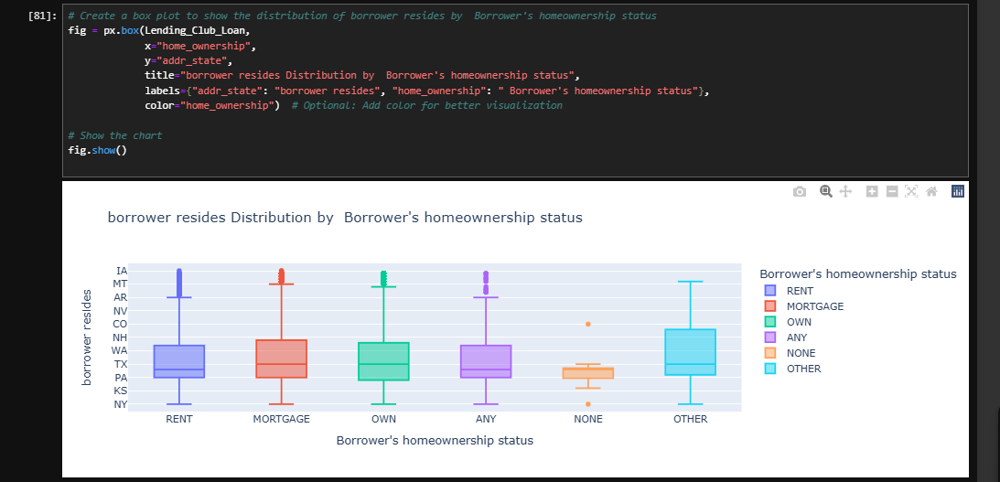 [81]: # Create a box plot to show the distribution of borrower resides by  Borrower's homeownership status
fig = px.box(Lending_Club_Loan,
x="home_ownership",
y="addr_state",
title="borrower resides Distribution by  Borrower's homeownership status",
labels={"addr_state": "borrower resides", "home_ownership": " Borrower's homeownership status"},
color="home_ownership")  # Optional: Add color for better visualization
# Show the chart
fig.show()
borrower resides Distribution by  Borrower's homeownership status
borrower resides
IA
MT
AR
NV
CO
NH
WA
TX
PA
KS
NY
RENT MORTGAGE OWN ANY NONE OTHER
Borrower's homeownership status
Borrower's homeownership status
RENT
MORTGAGE
OWN
ANY
NONE
OTHER